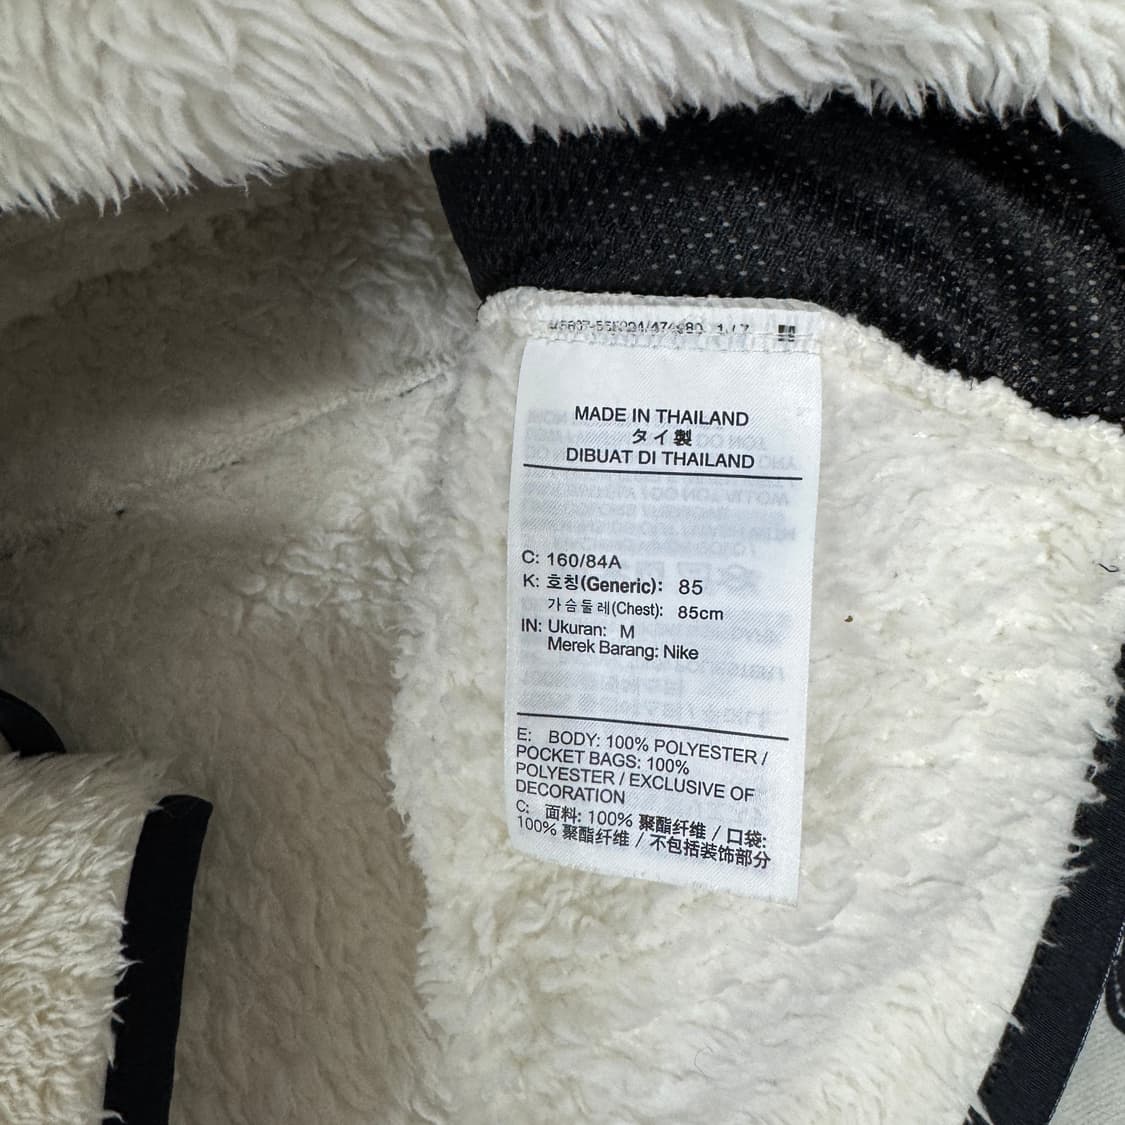 MADE IN THAILAND
タイ製
DIBUAT DI THAILAND
C: 160/84A
K: 호칭(Generic): 85
가슴둘레(Chest): 85cm
IN: Ukuran: M
Merek Barang: Nike
E: BODY: 100% POLYESTER /
POCKET BAGS: 100%
POLYESTER / EXCLUSIVE OF
DECORATION
C: 面料: 100% 聚酯纤维 / 口袋:
100% 聚酯纤维 / 不包括装饰部分